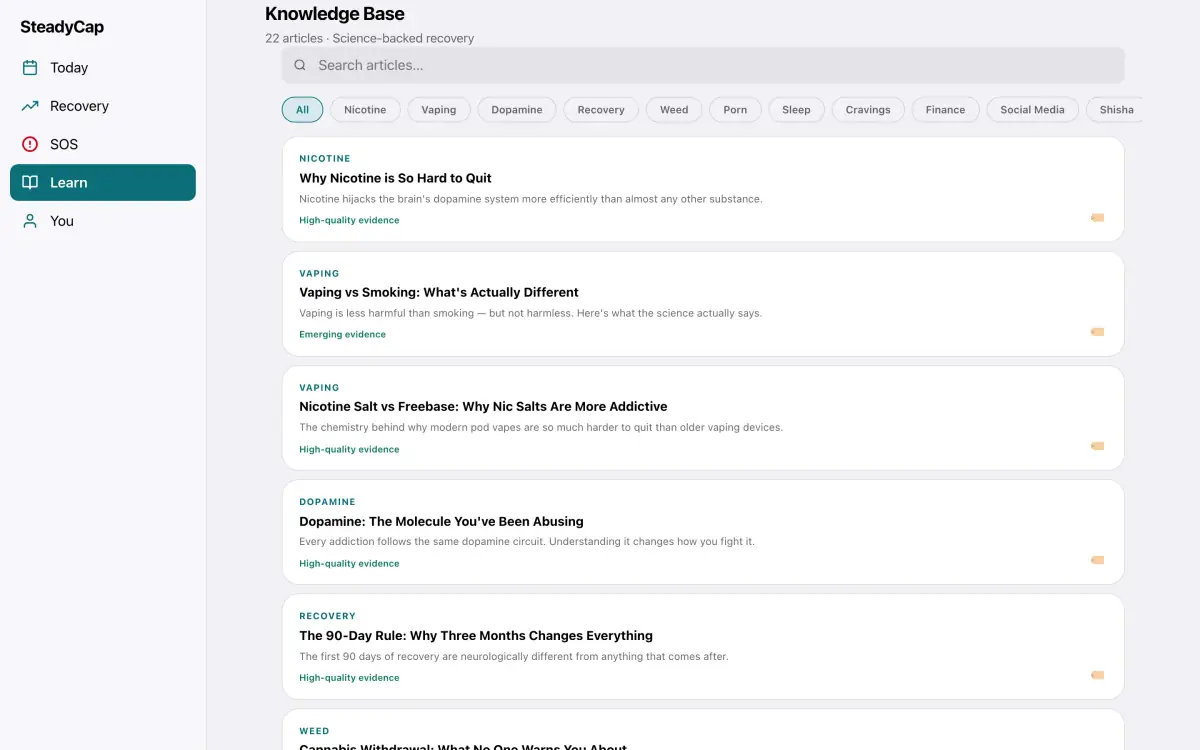 SteadyCap
Today
Recovery
SOS
Learn
You
Knowledge Base
22 articles · Science-backed recovery
Search articles...
All Nicotine Vaping Dopamine Recovery Weed Porn Sleep Cravings Finance Social Media Shisha
NICOTINE
Why Nicotine is So Hard to Quit
Nicotine hijacks the brain's dopamine system more efficiently than almost any other substance.
High-quality evidence
VAPING
Vaping vs Smoking: What's Actually Different
Vaping is less harmful than smoking — but not harmless. Here's what the science actually says.
Emerging evidence
VAPING
Nicotine Salt vs Freebase: Why Nic Salts Are More Addictive
The chemistry behind why modern pod vapes are so much harder to quit than older vaping devices.
High-quality evidence
DOPAMINE
Dopamine: The Molecule You've Been Abusing
Every addiction follows the same dopamine circuit. Understanding it changes how you fight it.
High-quality evidence
RECOVERY
The 90-Day Rule: Why Three Months Changes Everything
The first 90 days of recovery are neurologically different from anything that comes after.
High-quality evidence
WEED
Cannabis Withdrawal: What No One Warns You About